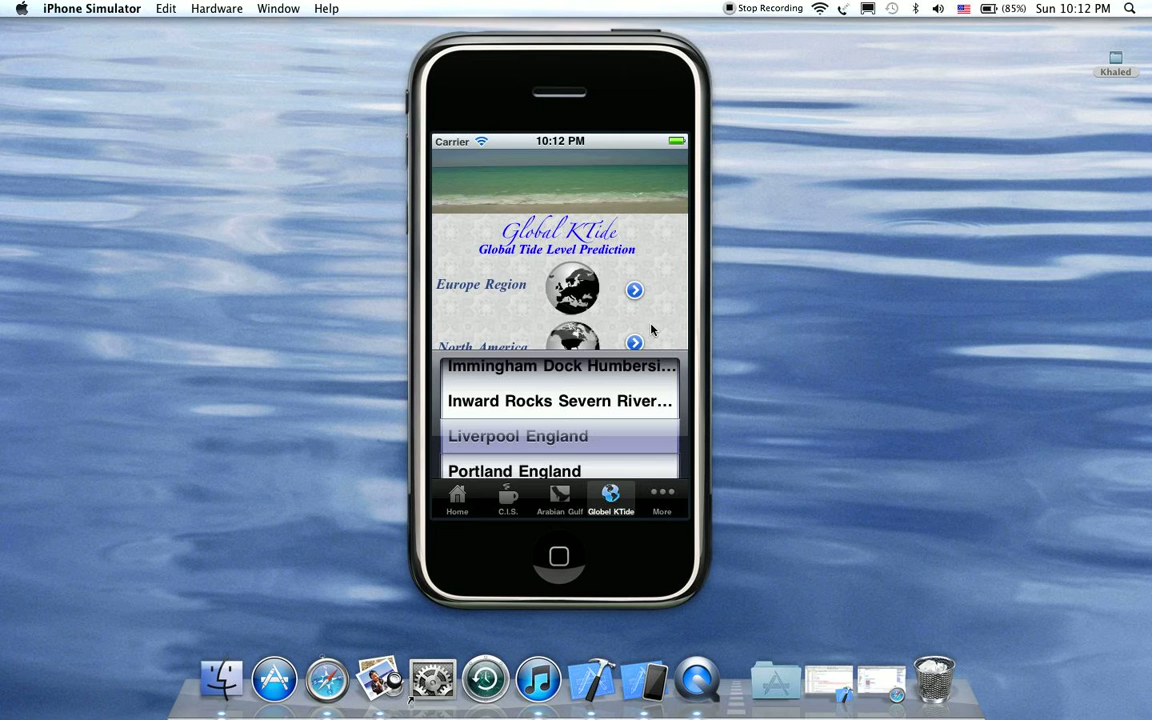 iPhone Simulator Edit Hardware Window Help Stop Recording (85%) Sun 10:12 PM
Khaled
Carrier 10:12 PM
Global KTide
Global Tide Level Prediction
Europe Region
North America
Immingham Dock Humbersi...
Inward Rocks Severn River...
Liverpool England
Portland England
Home C.I.S. Arabian Gulf Globel KTide More